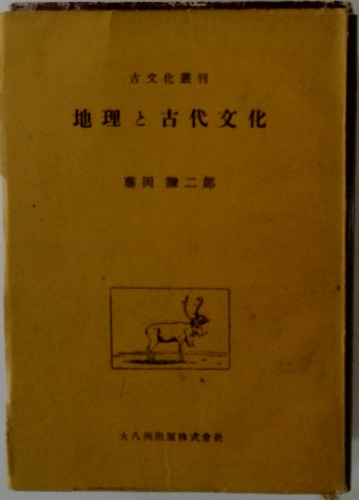 古文化叢刊
地理と古代文化
藤岡謙二郎
大八洲出版株式會社